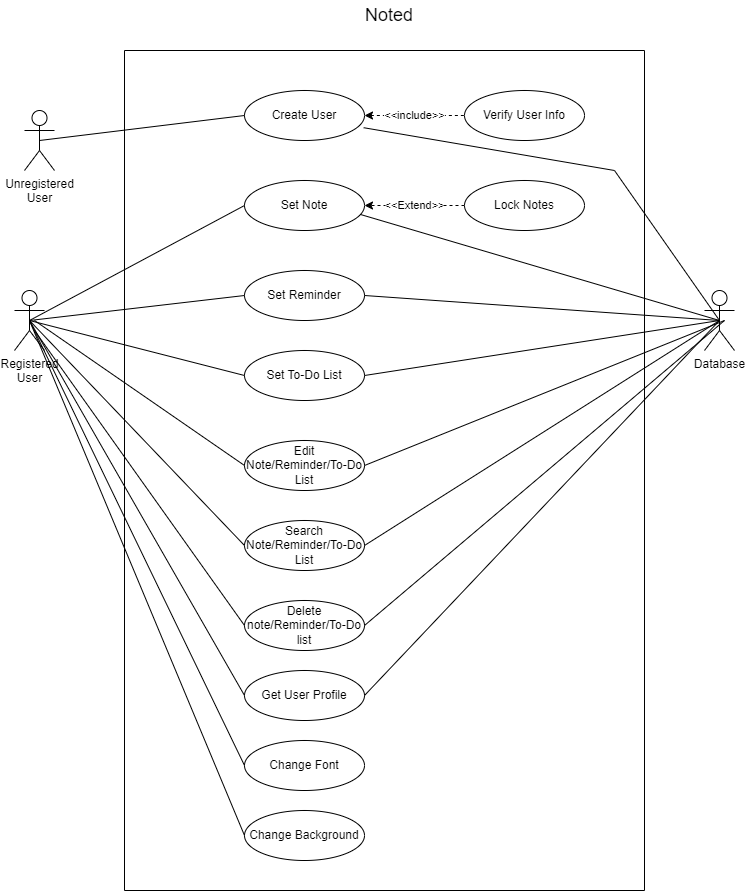 Noted
Create User
<<include>>
Verify User Info
Unregistered
User
Set Note
<<Extend>>
Lock Notes
Set Reminder
Registered
User
Database
Set To-Do List
Edit
Note/Reminder/To-Do
List
Search
Note/Reminder/To-Do
List
Delete
note/Reminder/To-Do
list
Get User Profile
Change Font
Change Background